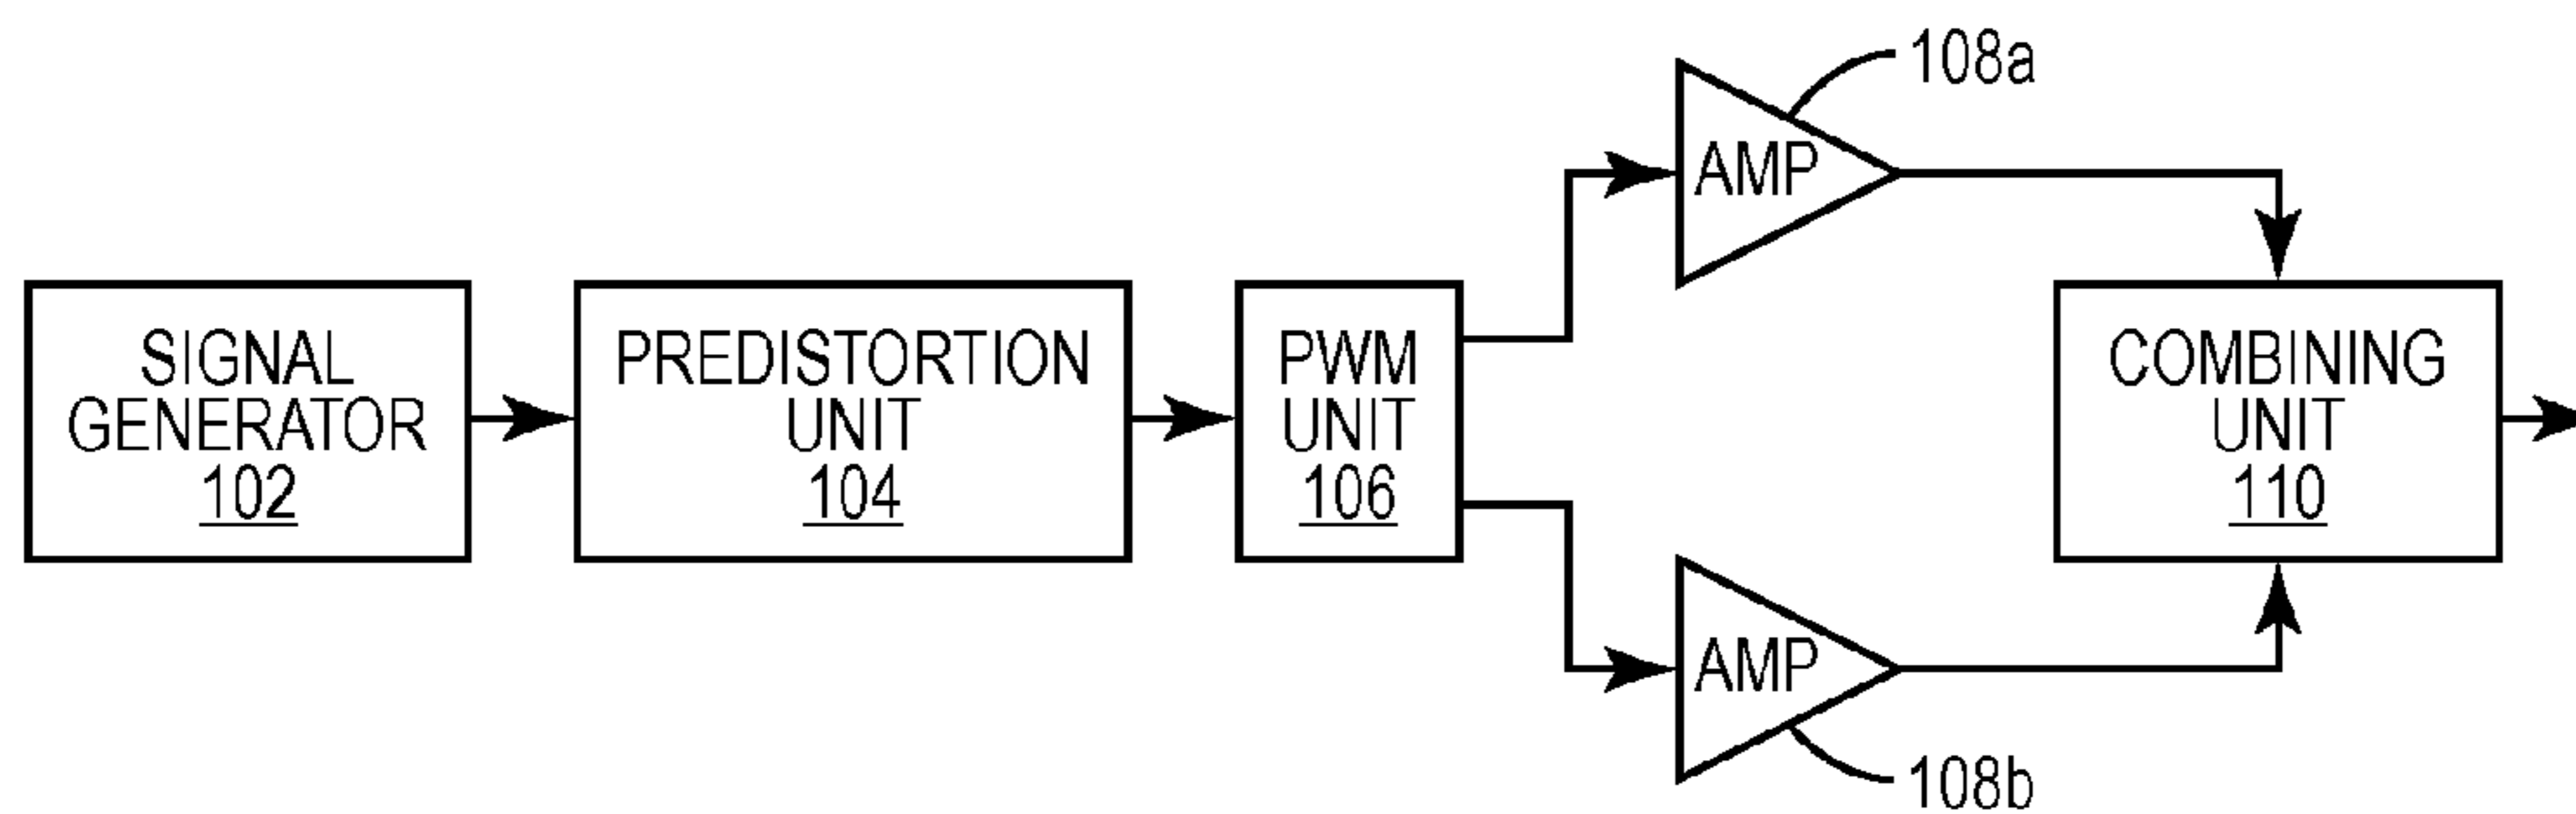 SIGNAL
GENERATOR
102
PREDISTORTION
UNIT
104
PWM
UNIT
106
AMP
108a
AMP
108b
COMBINING
UNIT
110